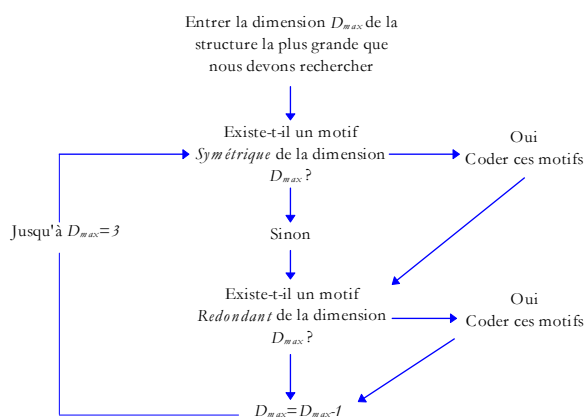 Entrer la dimension Dmax de la
structure la plus grande que
nous devons rechercher
Existe-t-il un motif
Symétrique de la dimension
Dmax ?
Oui
Coder ces motifs
Jusqu'à Dmax=3
Sinon
Existe-t-il un motif
Redondant de la dimension
Dmax ?
Oui
Coder ces motifs
Dmax=Dmax-1